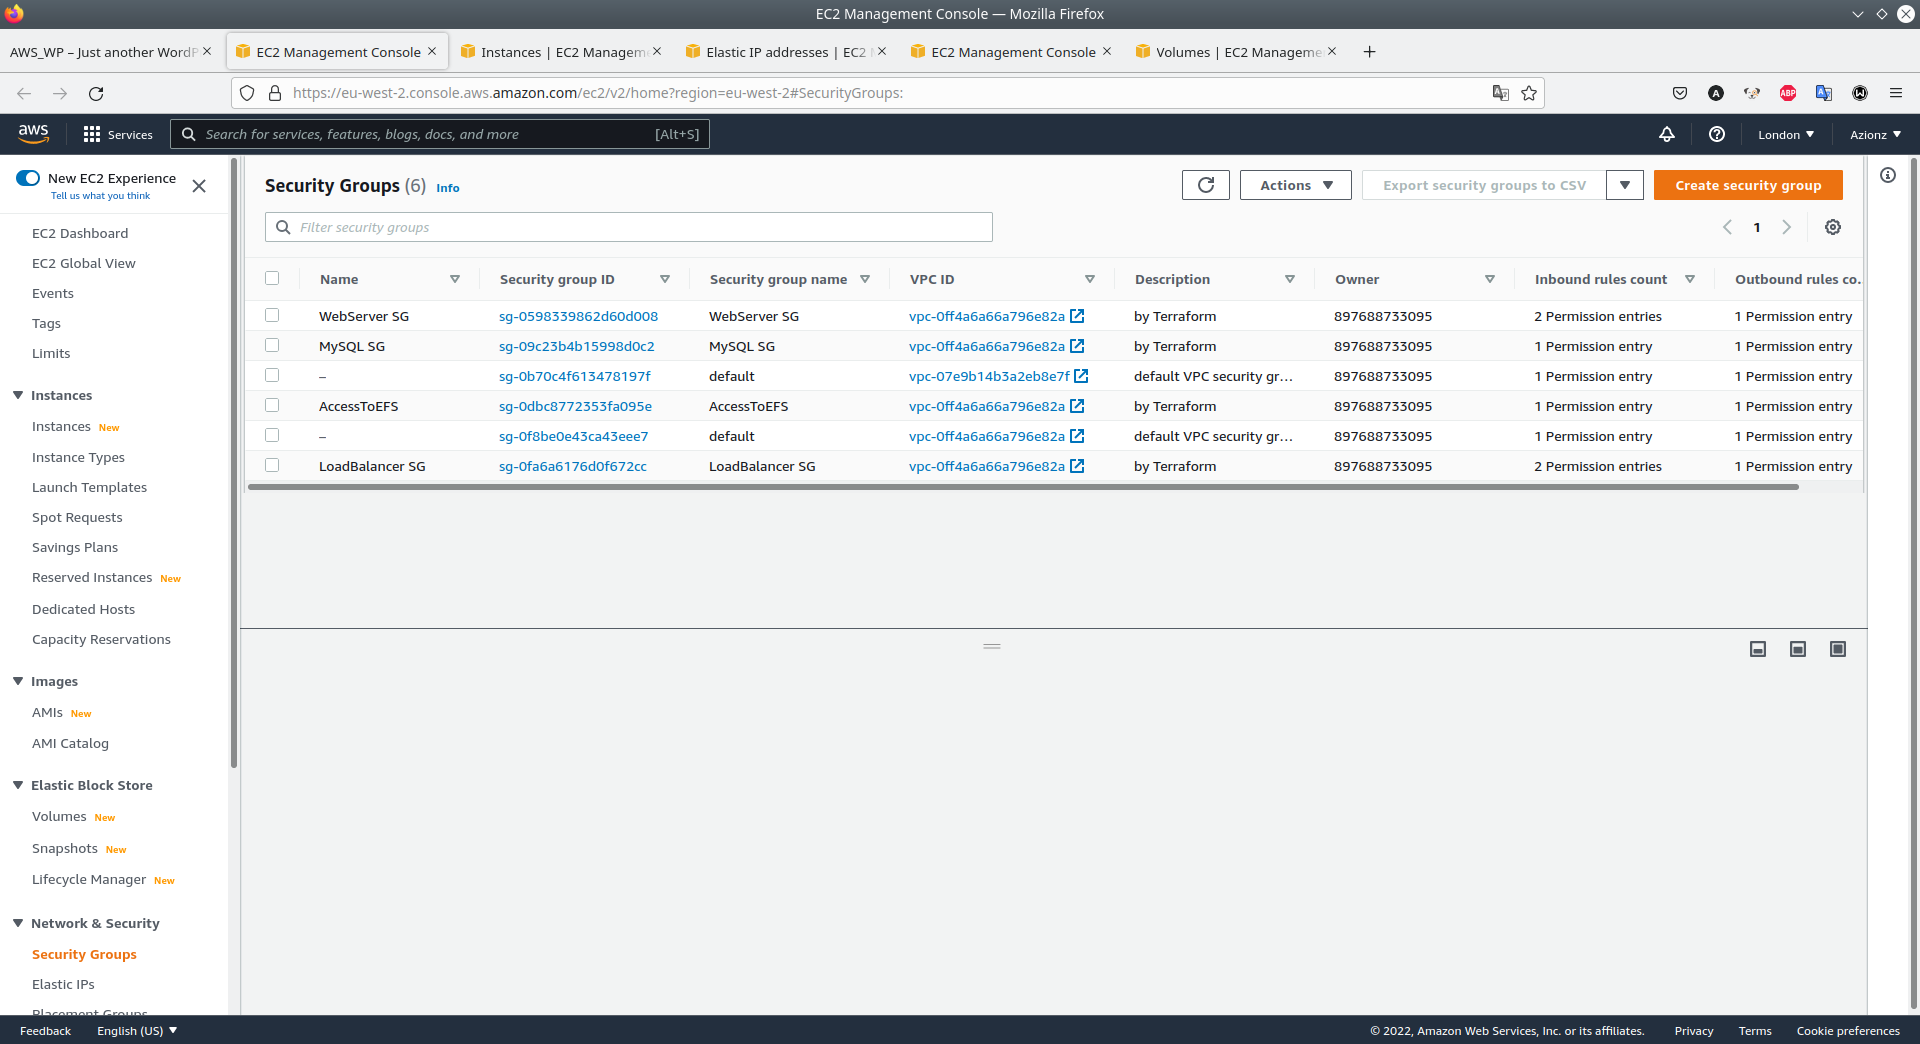 EC2 Management Console — Mozilla Firefox
AWS_WP – Just another WordP
EC2 Management Console
Instances | EC2 Managem
Elastic IP addresses | EC2
EC2 Management Console
Volumes | EC2 Manageme
https://eu-west-2.console.aws.amazon.com/ec2/v2/home?region=eu-west-2#SecurityGroups:
A
ABP
aws
Services
Search for services, features, blogs, docs, and more
[Alt+S]
London
Azionz
New EC2 Experience
Tell us what you think
EC2 Dashboard
EC2 Global View
Events
Tags
Limits
Instances
Instances New
Instance Types
Launch Templates
Spot Requests
Savings Plans
Reserved Instances New
Dedicated Hosts
Capacity Reservations
Images
AMIs New
AMI Catalog
Elastic Block Store
Volumes New
Snapshots New
Lifecycle Manager New
Network & Security
Security Groups
Elastic IPs
Placement Groups
Security Groups (6) Info
Actions
Export security groups to CSV
Create security group
Filter security groups
1
Name Security group ID Security group name VPC ID Description Owner Inbound rules count Outbound rules co...
WebServer SG sg-0598339862d60d008 WebServer SG vpc-0ff4a6a66a796e82a by Terraform 897688733095 2 Permission entries 1 Permission entry
MySQL SG sg-09c23b4b15998d0c2 MySQL SG vpc-0ff4a6a66a796e82a by Terraform 897688733095 1 Permission entry 1 Permission entry
– sg-0b70c4f613478197f default vpc-07e9b14b3a2eb8e7f default VPC security gr... 897688733095 1 Permission entry 1 Permission entry
AccessToEFS sg-0dbc8772353fa095e AccessToEFS vpc-0ff4a6a66a796e82a by Terraform 897688733095 1 Permission entry 1 Permission entry
– sg-0f8be0e43ca43eee7 default vpc-0ff4a6a66a796e82a default VPC security gr... 897688733095 1 Permission entry 1 Permission entry
LoadBalancer SG sg-0fa6a6176d0f672cc LoadBalancer SG vpc-0ff4a6a66a796e82a by Terraform 897688733095 2 Permission entries 1 Permission entry
Feedback
English (US)
© 2022, Amazon Web Services, Inc. or its affiliates.
Privacy
Terms
Cookie preferences